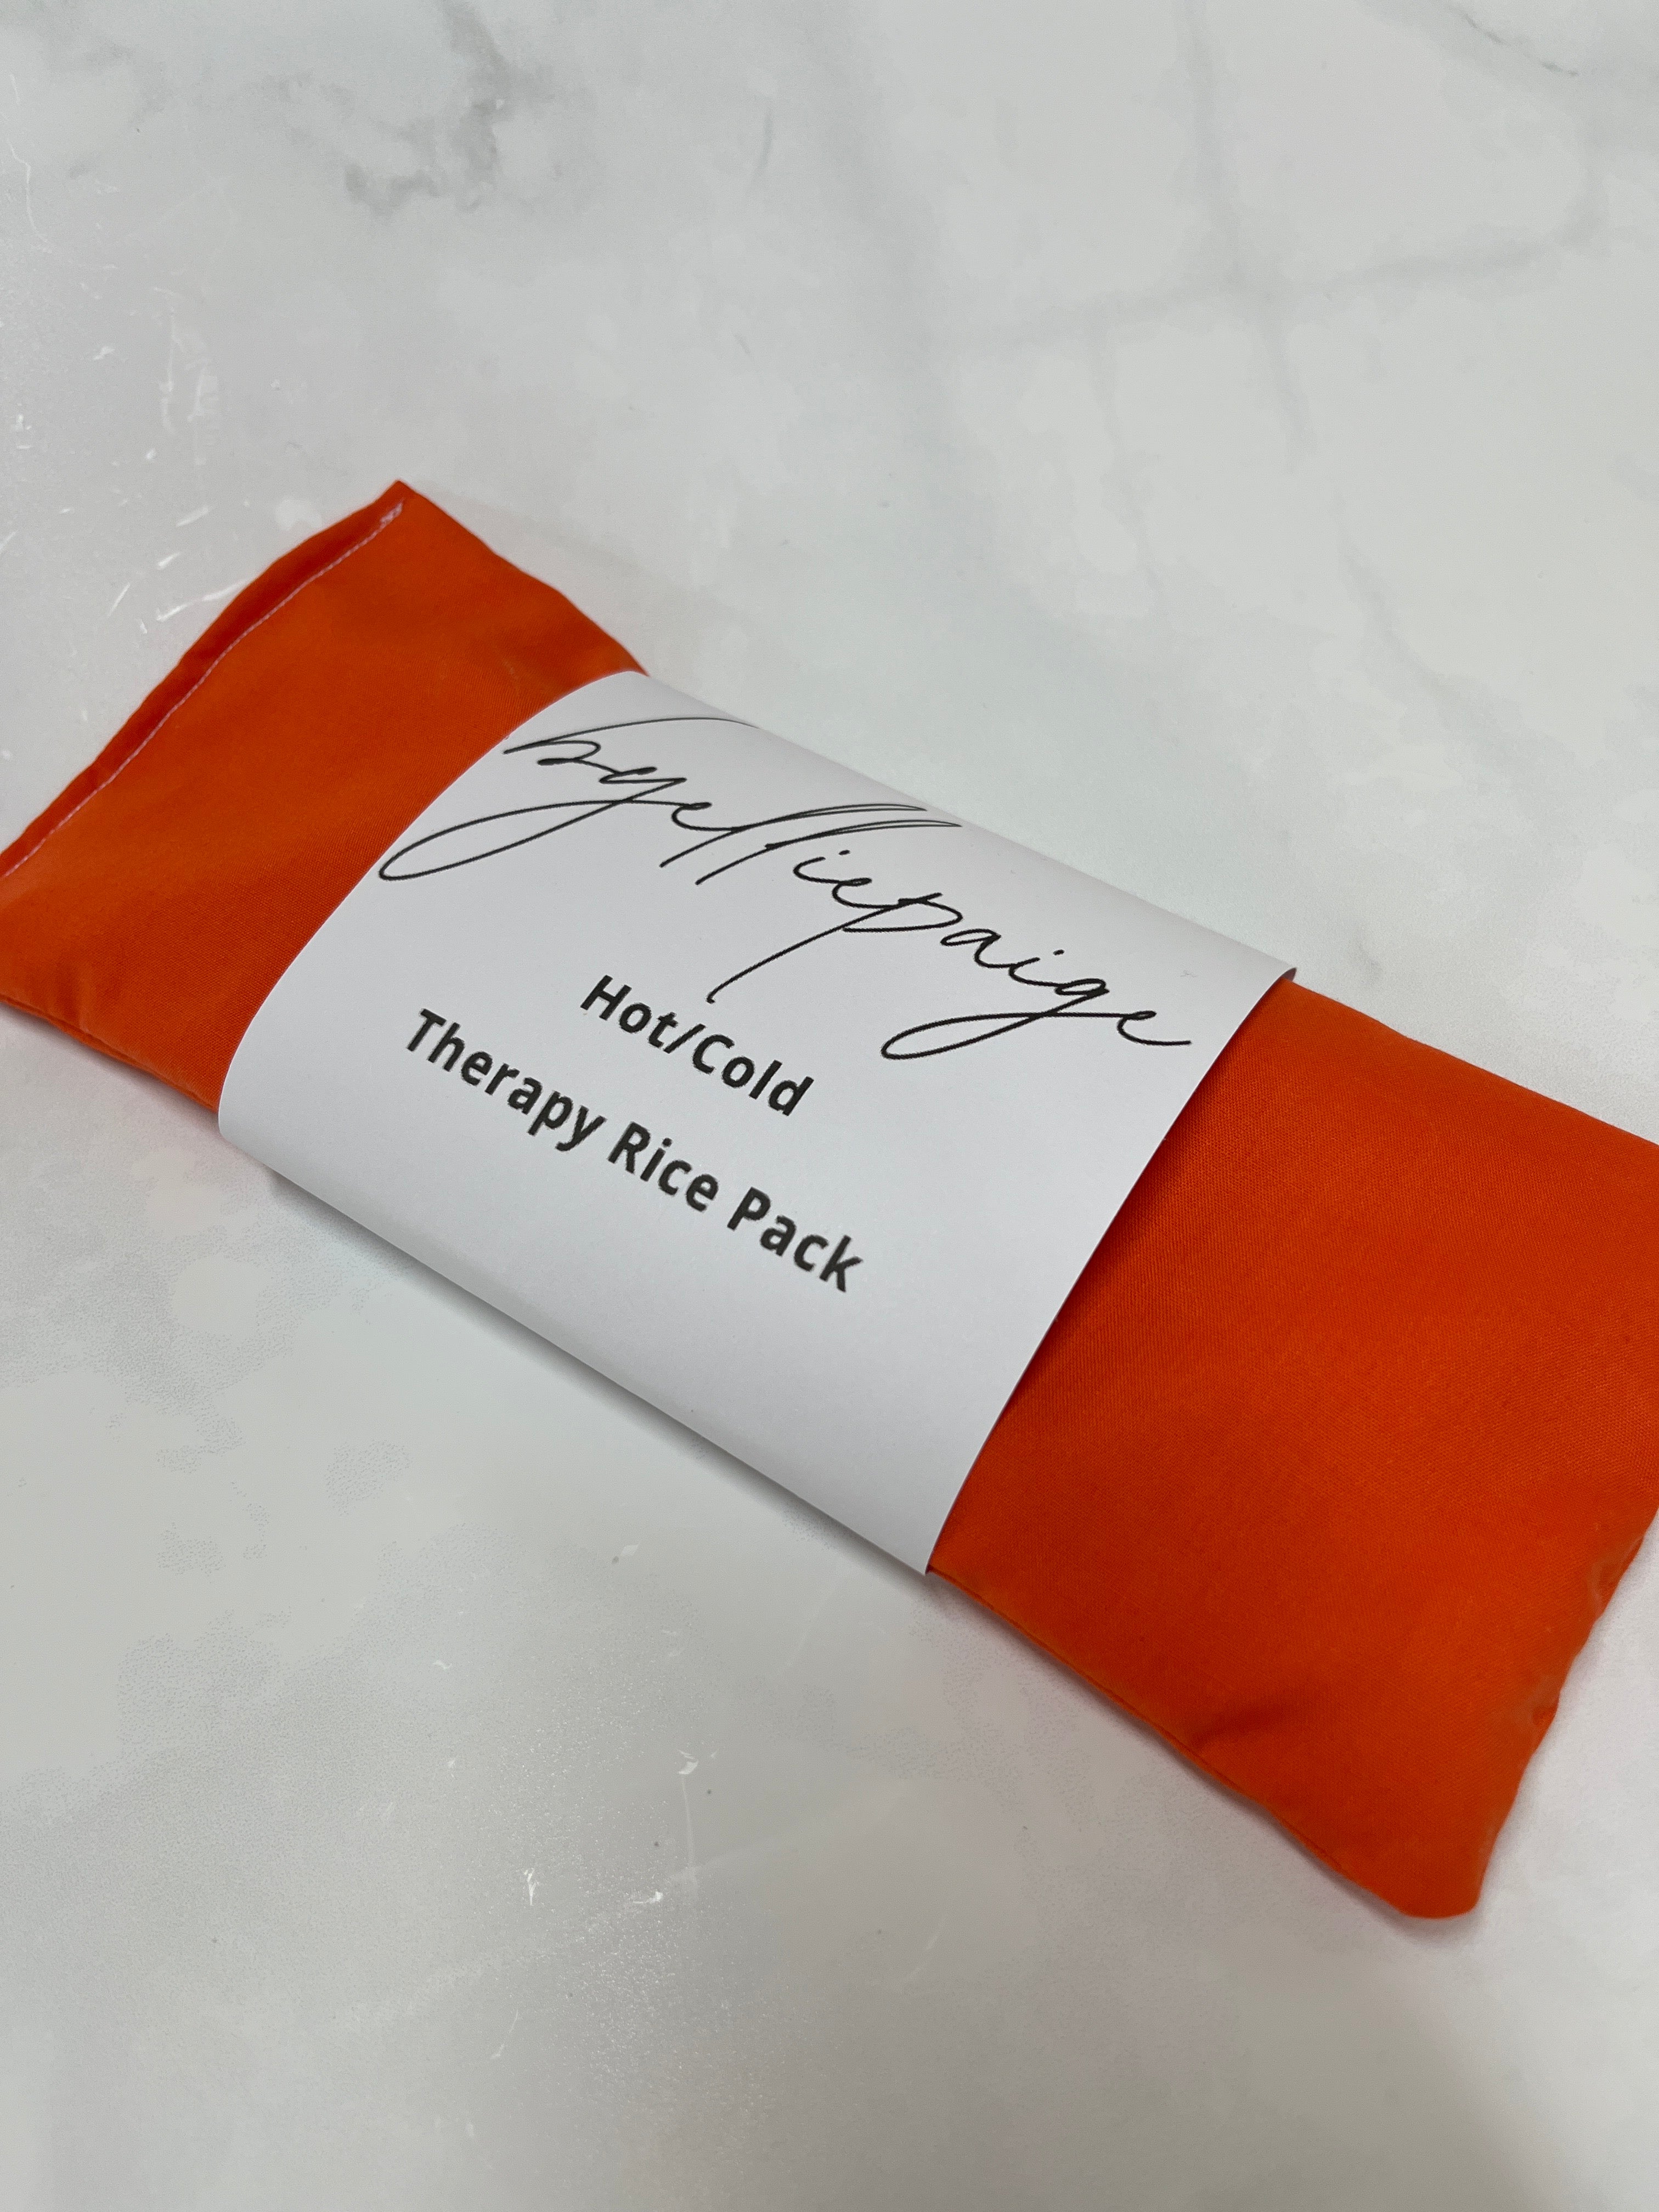 byelliepaige
Hot/Cold
Therapy Rice Pack